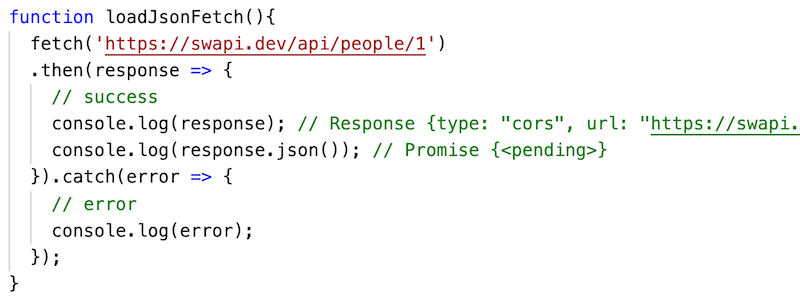 function loadJsonFetch(){
fetch('https://swapi.dev/api/people/1')
.then(response => {
// success
console.log(response); // Response {type: "cors", url: "https://swapi.
console.log(response.json()); // Promise {<pending>}
}).catch(error => {
// error
console.log(error);
});
}